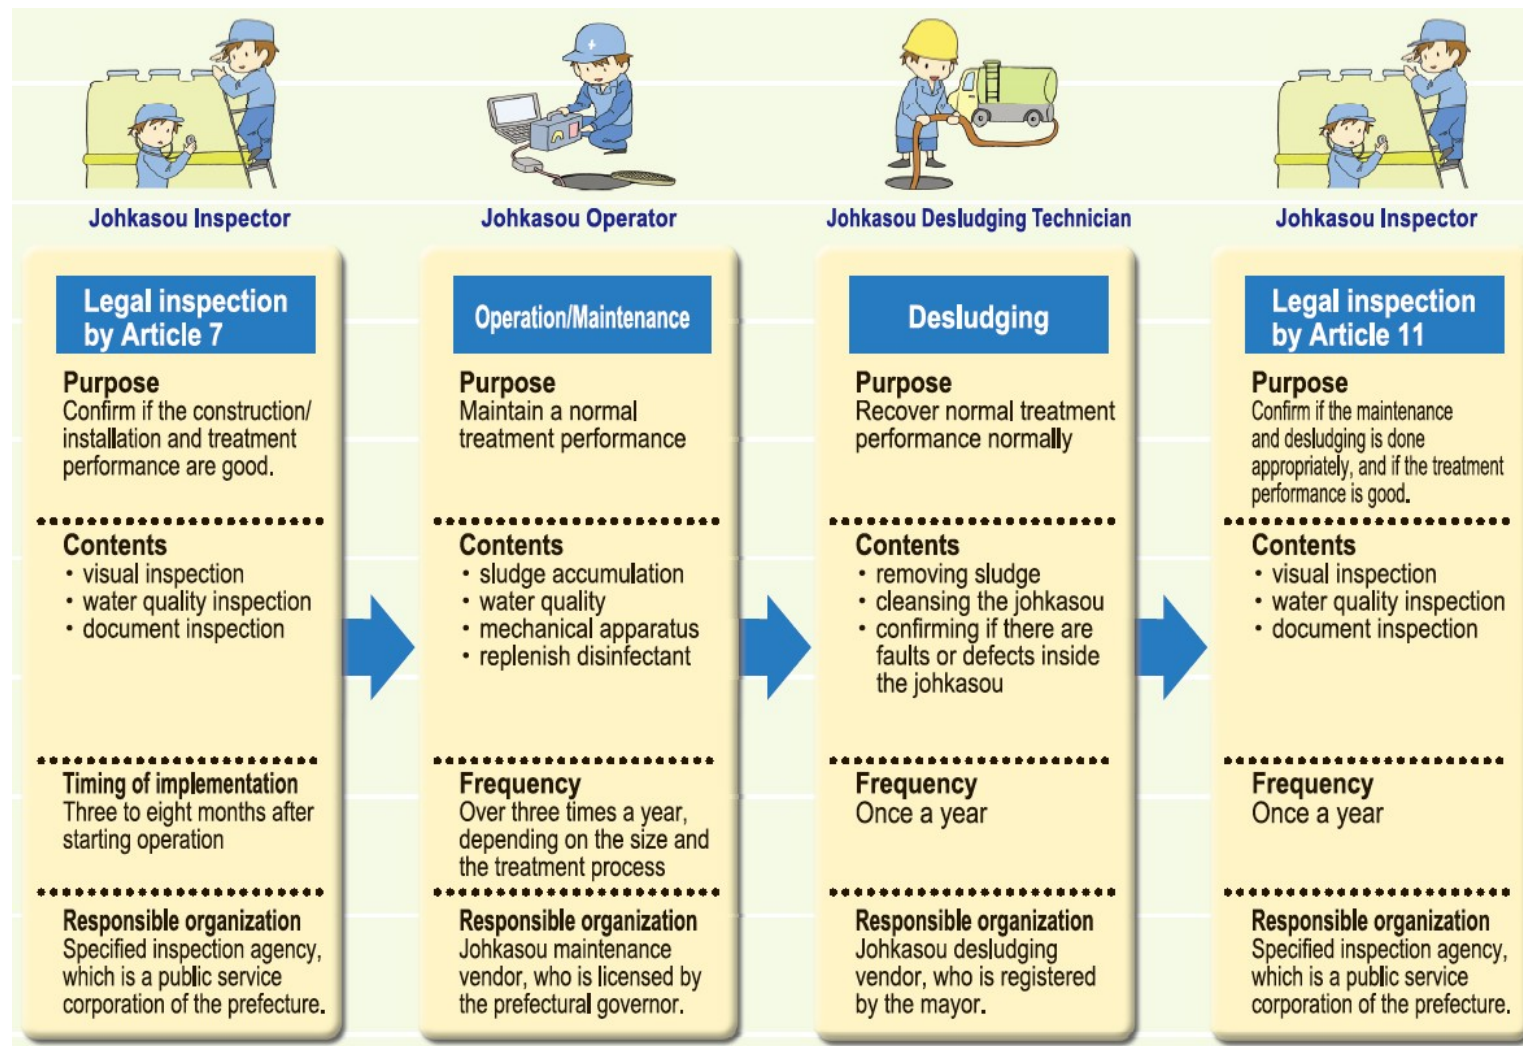 Johkasou Inspector
Legal inspection
by Article 7
Purpose
Confirm if the construction/
installation and treatment
performance are good.
Contents
・visual inspection
・water quality inspection
・document inspection
Timing of implementation
Three to eight months after
starting operation
Responsible organization
Specified inspection agency,
which is a public service
corporation of the prefecture.
Johkasou Operator
Operation/Maintenance
Purpose
Maintain a normal
treatment performance
Contents
・sludge accumulation
・water quality
・mechanical apparatus
・replenish disinfectant
Frequency
Over three times a year,
depending on the size and
the treatment process
Responsible organization
Johkasou maintenance
vendor, who is licensed by
the prefectural governor.
Johkasou Desludging Technician
Desludging
Purpose
Recover normal treatment
performance normally
Contents
・removing sludge
・cleansing the johkasou
・confirming if there are
faults or defects inside
the johkasou
Frequency
Once a year
Responsible organization
Johkasou desludging
vendor, who is registered
by the mayor.
Johkasou Inspector
Legal inspection
by Article 11
Purpose
Confirm if the maintenance
and desludging is done
appropriately, and if the treatment
performance is good.
Contents
・visual inspection
・water quality inspection
・document inspection
Frequency
Once a year
Responsible organization
Specified inspection agency,
which is a public service
corporation of the prefecture.